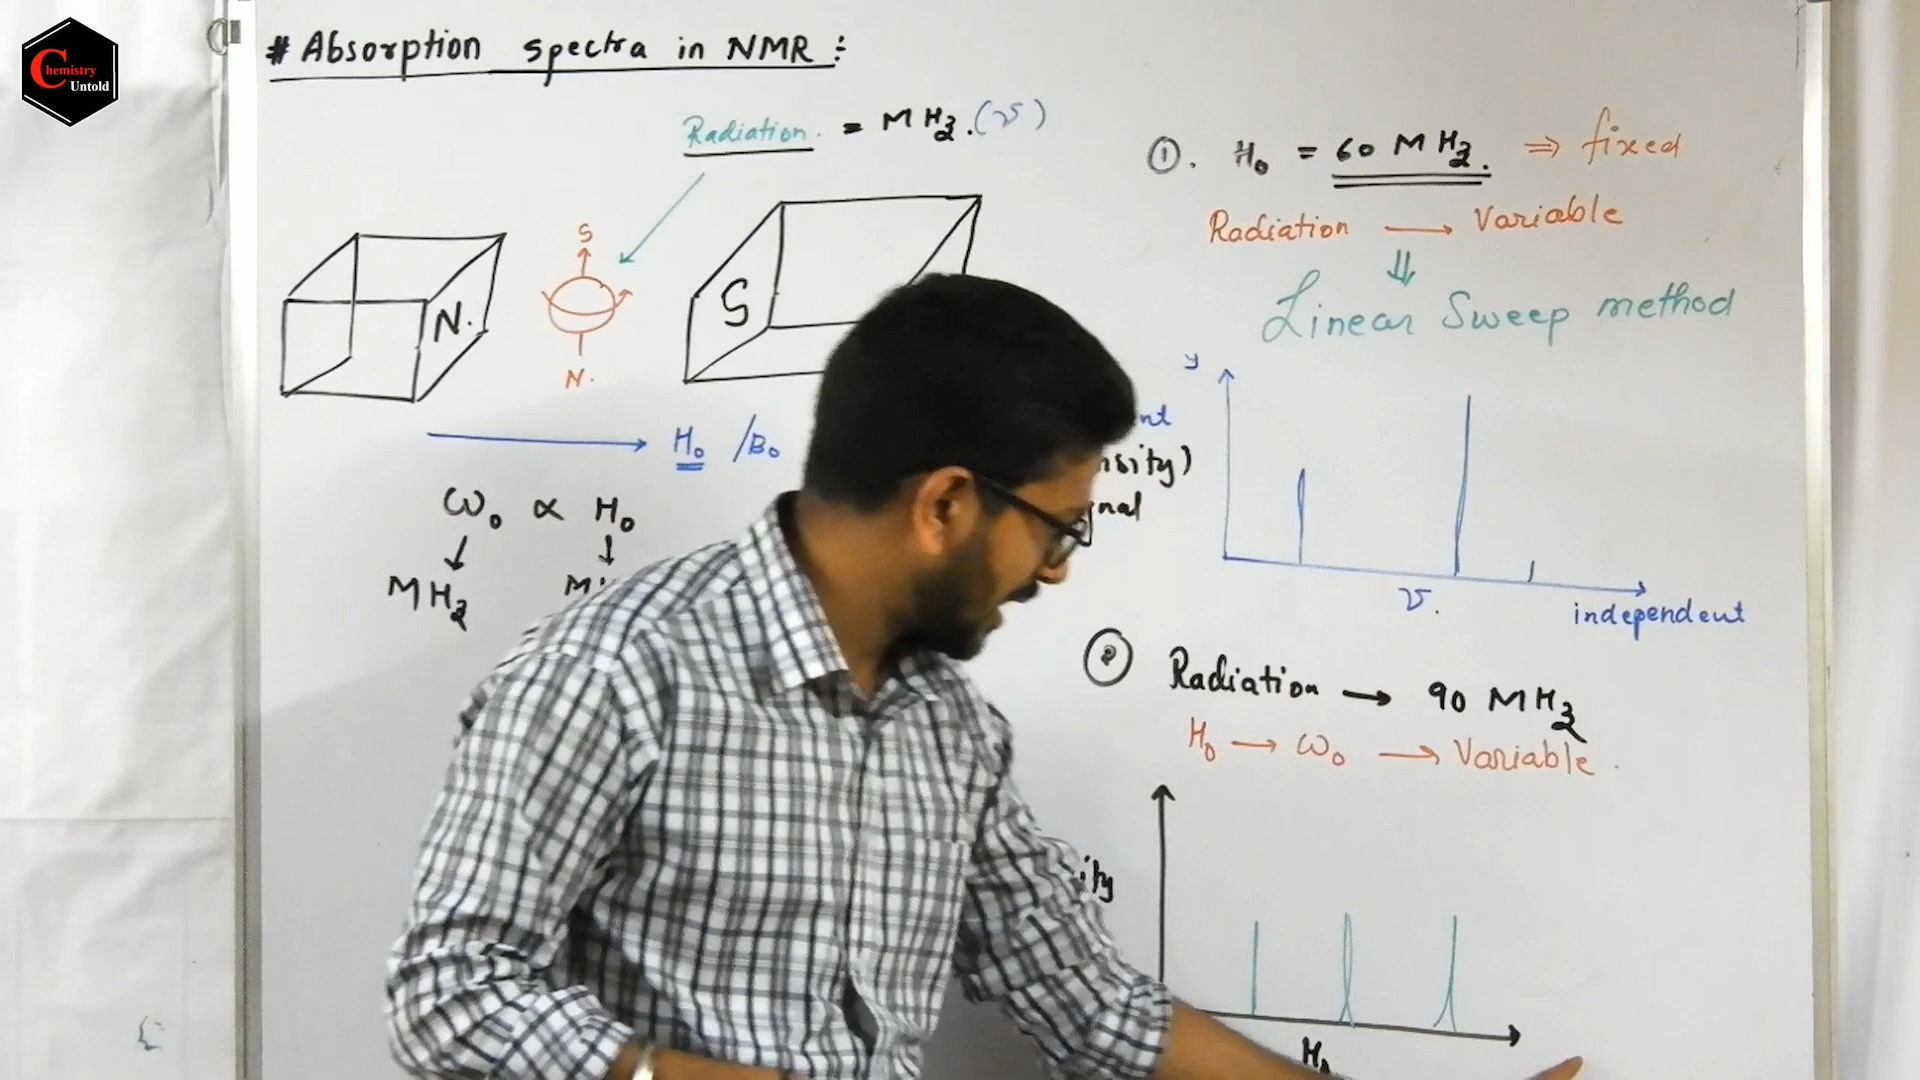 Chemistry
Untold
# Absorption spectra in NMR :
Radiation = MHz. (ν)
N.
S
N.
S
H₀ / B₀
ω₀ ∝ H₀
MHz
①. H₀ = 60 MHz. ⇒ fixed
Radiation → Variable
⇓
Linear Sweep method
y
ν.
independent
② Radiation → 90 MHz
H₀ → ω₀ → Variable.